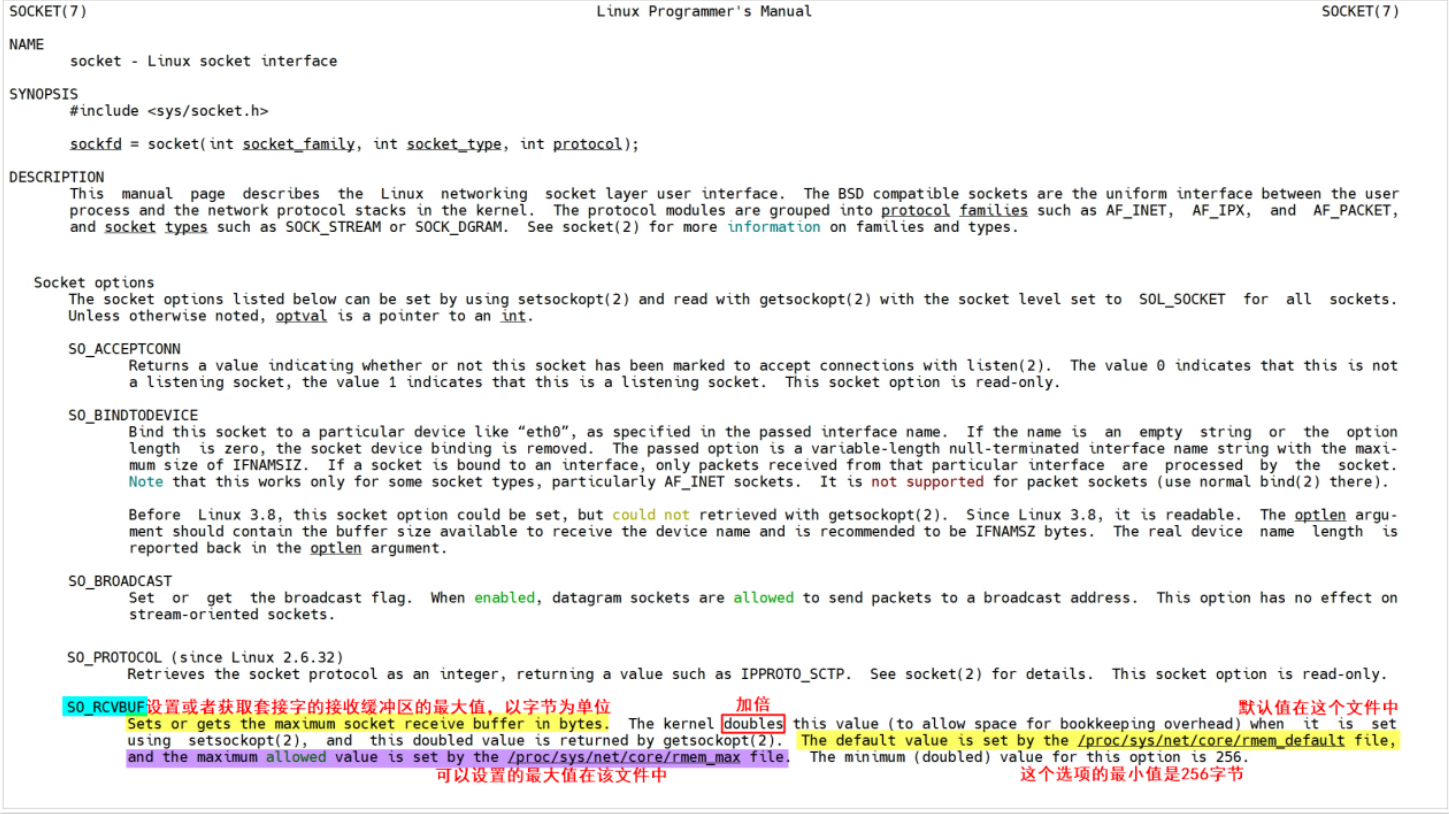 SOCKET(7) Linux Programmer's Manual SOCKET(7)
NAME
socket - Linux socket interface
SYNOPSIS
#include <sys/socket.h>
sockfd = socket(int socket_family, int socket_type, int protocol);
DESCRIPTION
This manual page describes the Linux networking socket layer user interface. The BSD compatible sockets are the uniform interface between the user
process and the network protocol stacks in the kernel. The protocol modules are grouped into protocol families such as AF_INET, AF_IPX, and AF_PACKET,
and socket types such as SOCK_STREAM or SOCK_DGRAM. See socket(2) for more information on families and types.
Socket options
The socket options listed below can be set by using setsockopt(2) and read with getsockopt(2) with the socket level set to SOL_SOCKET for all sockets.
Unless otherwise noted, optval is a pointer to an int.
SO_ACCEPTCONN
Returns a value indicating whether or not this socket has been marked to accept connections with listen(2). The value 0 indicates that this is not
a listening socket, the value 1 indicates that this is a listening socket. This socket option is read-only.
SO_BINDTODEVICE
Bind this socket to a particular device like “eth0”, as specified in the passed interface name. If the name is an empty string or the option
length is zero, the socket device binding is removed. The passed option is a variable-length null-terminated interface name string with the maxi-
mum size of IFNAMSIZ. If a socket is bound to an interface, only packets received from that particular interface are processed by the socket.
Note that this works only for some socket types, particularly AF_INET sockets. It is not supported for packet sockets (use normal bind(2) there).
Before Linux 3.8, this socket option could be set, but could not retrieved with getsockopt(2). Since Linux 3.8, it is readable. The optlen argu-
ment should contain the buffer size available to receive the device name and is recommended to be IFNAMSZ bytes. The real device name length is
reported back in the optlen argument.
SO_BROADCAST
Set or get the broadcast flag. When enabled, datagram sockets are allowed to send packets to a broadcast address. This option has no effect on
stream-oriented sockets.
SO_PROTOCOL (since Linux 2.6.32)
Retrieves the socket protocol as an integer, returning a value such as IPPROTO_SCTP. See socket(2) for details. This socket option is read-only.
SO_RCVBUF设置或者获取套接字的接收缓冲区的最大值，以字节为单位 加倍 默认值在这个文件中
Sets or gets the maximum socket receive buffer in bytes. The kernel doubles this value (to allow space for bookkeeping overhead) when it is set
using setsockopt(2), and this doubled value is returned by getsockopt(2). The default value is set by the /proc/sys/net/core/rmem_default file,
and the maximum allowed value is set by the /proc/sys/net/core/rmem_max file. The minimum (doubled) value for this option is 256.
可以设置的最大值在该文件中 这个选项的最小值是256字节